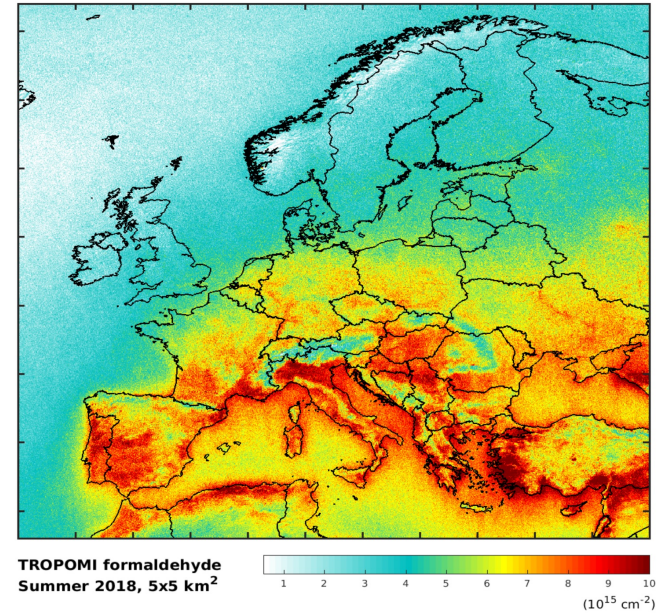 TROPOMI formaldehyde
Summer 2018, 5x5 km²
1 2 3 4 5 6 7 8 9 10
(10¹⁵ cm⁻²)